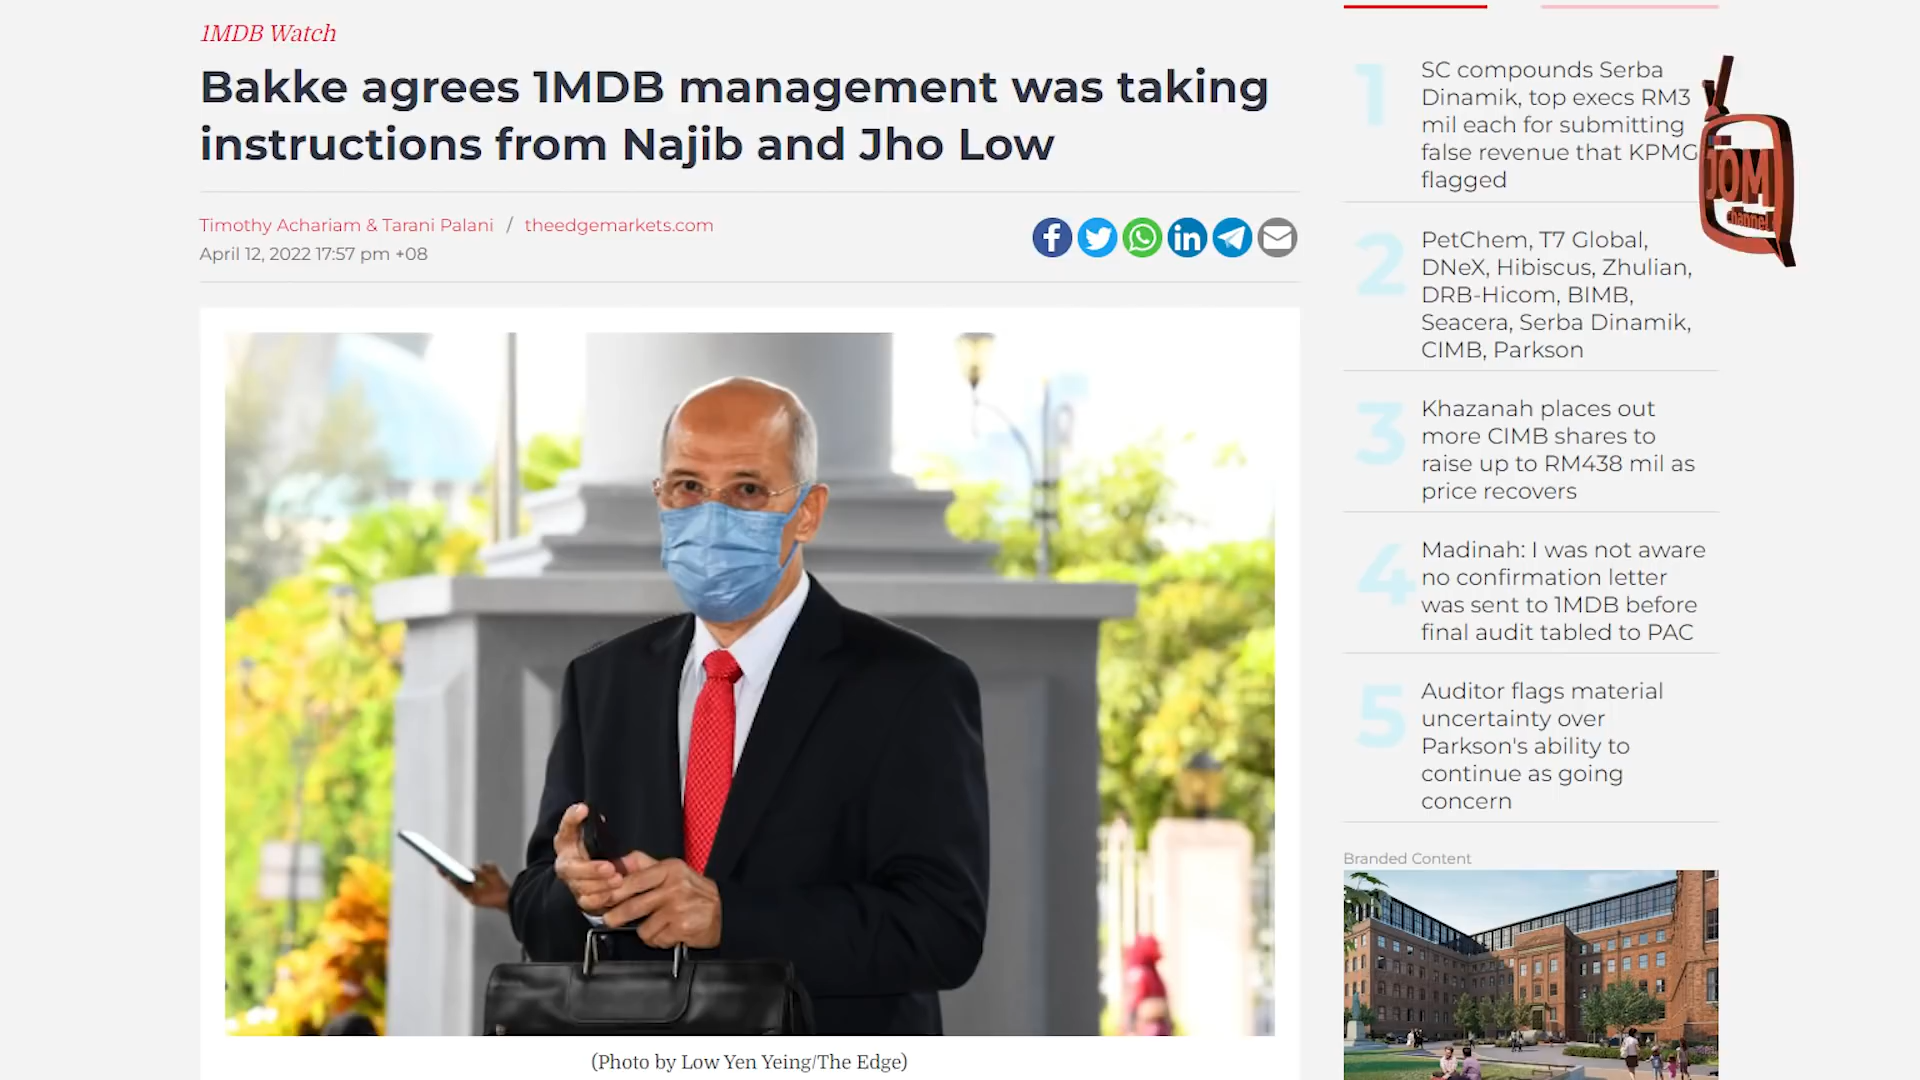 1MDB Watch
Bakke agrees 1MDB management was taking
instructions from Najib and Jho Low
Timothy Achariam & Tarani Palani / theedgemarkets.com
April 12, 2022 17:57 pm +08
(Photo by Low Yen Yeing/The Edge)
1
SC compounds Serba
Dinamik, top execs RM3
mil each for submitting
false revenue that KPMG
flagged
2
PetChem, T7 Global,
DNeX, Hibiscus, Zhulian,
DRB-Hicom, BIMB,
Seacera, Serba Dinamik,
CIMB, Parkson
3
Khazanah places out
more CIMB shares to
raise up to RM438 mil as
price recovers
4
Madinah: I was not aware
no confirmation letter
was sent to 1MDB before
final audit tabled to PAC
5
Auditor flags material
uncertainty over
Parkson's ability to
continue as going
concern
Branded Content
JOM
channel